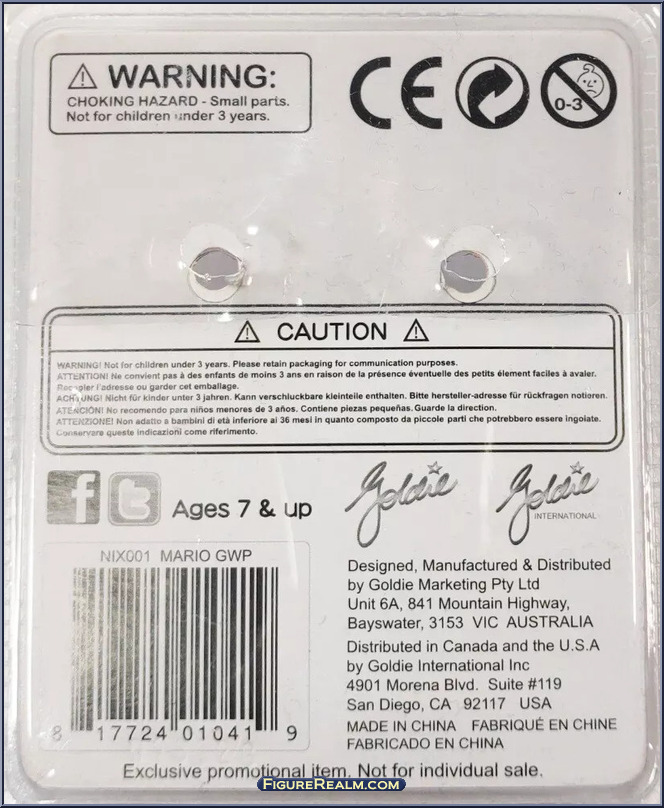 ⚠ WARNING:
CHOKING HAZARD - Small parts.
Not for children under 3 years.
CE
0-3
⚠ CAUTION ⚠
WARNING! Not for children under 3 years. Please retain packaging for communication purposes.
ATTENTION! Ne convient pas à des enfants de moins 3 ans en raison de la présence éventuelle des petits élement faciles à avaler.
Recopier l'adresse ou garder cet emballage.
ACHTUNG! Nicht für kinder unter 3 jahren. Kann verschluckbare kleinteile enthalten. Bitte hersteller-adresse für rückfragen notieren.
ATENCIÓN! No recomendo para niños menores de 3 años. Contiene piezas pequeñas. Guarde la direction.
ATTENZIONE! Non adatto a bambini di età inferiore ai 36 mesi in quanto composto da piccole parti che potrebbero essere ingoiate.
Conservare queste indicazioni come riferimento.
f t Ages 7 & up
Goldie
Goldie
INTERNATIONAL
NIX001 MARIO GWP
8 17724 01041 9
Designed, Manufactured & Distributed
by Goldie Marketing Pty Ltd
Unit 6A, 841 Mountain Highway,
Bayswater, 3153 VIC AUSTRALIA
Distributed in Canada and the U.S.A
by Goldie International Inc
4901 Morena Blvd. Suite #119
San Diego, CA 92117 USA
MADE IN CHINA FABRIQUÉ EN CHINE
FABRICADO EN CHINA
Exclusive promotional item. Not for individual sale.
FIGUREREALM.COM